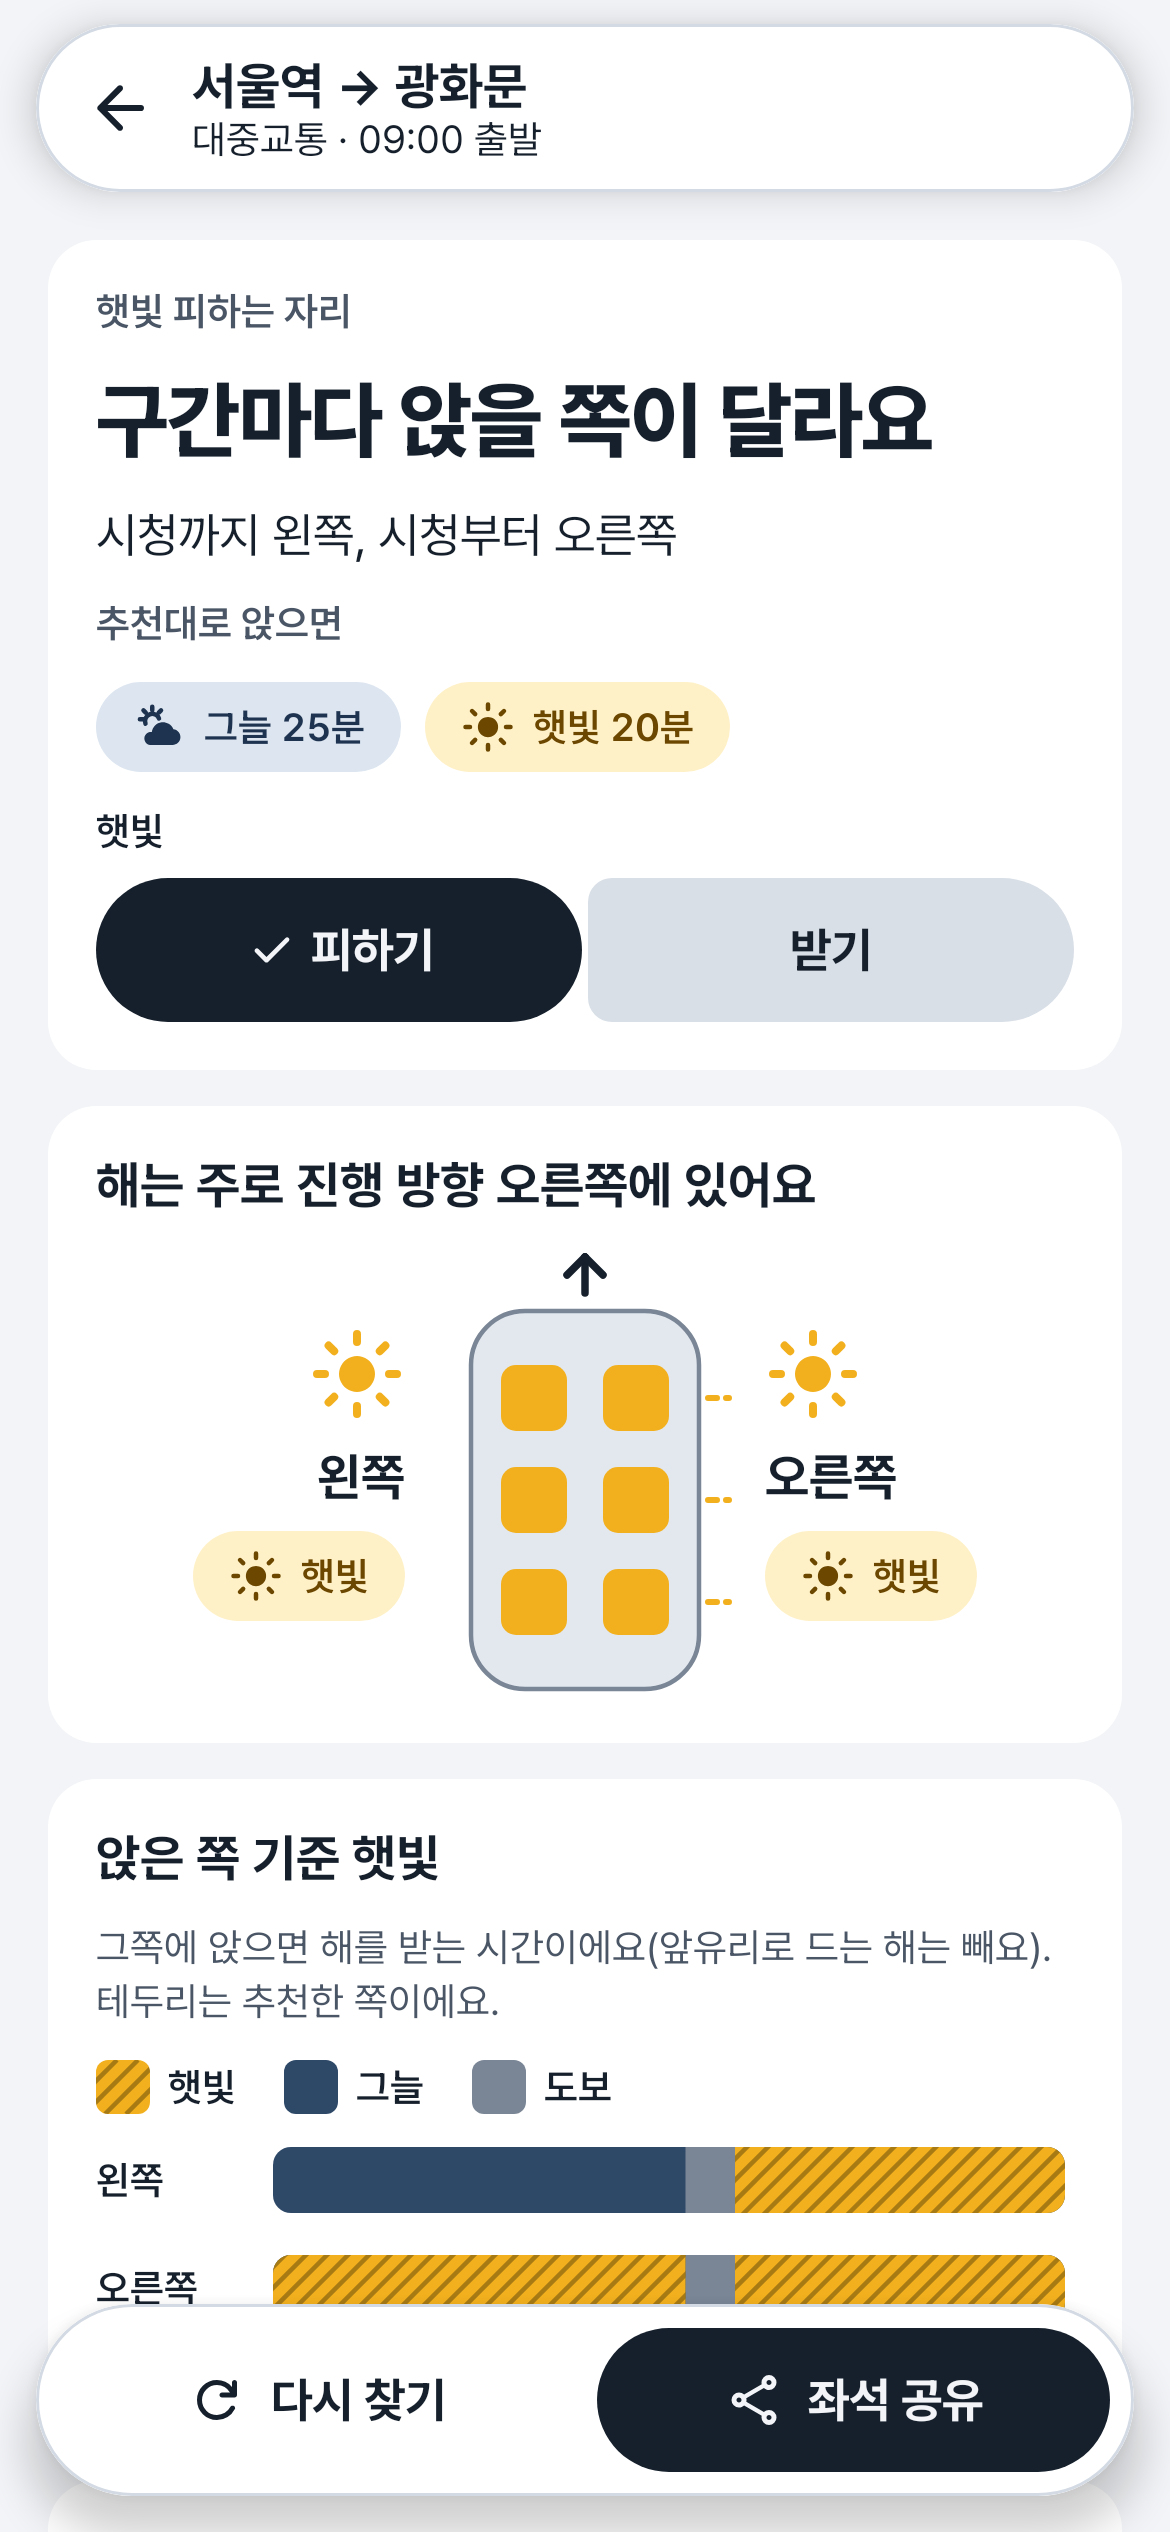 서울역 → 광화문
대중교통 · 09:00 출발
햇빛 피하는 자리
구간마다 앉을 쪽이 달라요
시청까지 왼쪽, 시청부터 오른쪽
추천대로 앉으면
그늘 25분
햇빛 20분
햇빛
피하기
받기
해는 주로 진행 방향 오른쪽에 있어요
왼쪽
오른쪽
햇빛
햇빛
앉은 쪽 기준 햇빛
그쪽에 앉으면 해를 받는 시간이에요(앞유리로 드는 해는 빼요).
테두리는 추천한 쪽이에요.
햇빛
그늘
도보
왼쪽
오른쪽
다시 찾기
좌석 공유